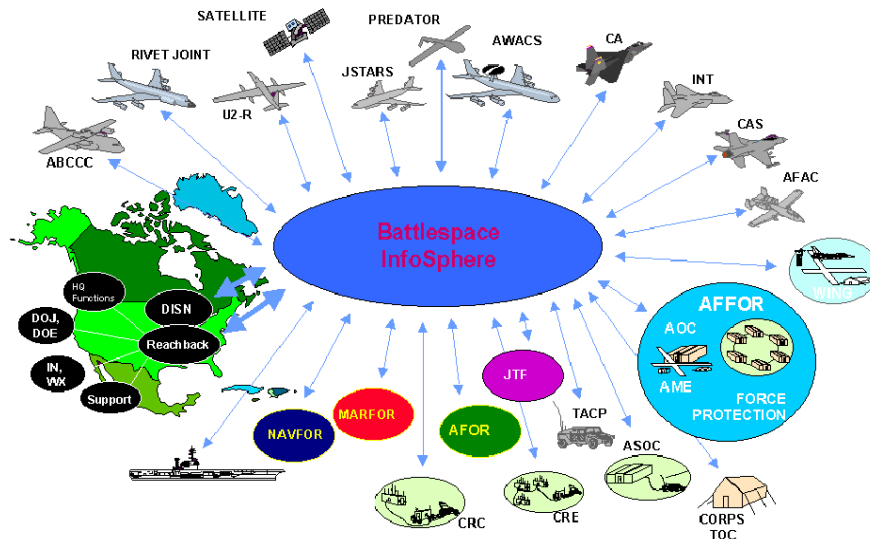 SATELLITE
PREDATOR
AWACS
CA
RIVET JOINT
JSTARS
INT
U2-R
CAS
ABCCC
AFAC
Battlespace
InfoSphere
WING
HQ
Functions
DISN
DOJ,
DOE
Reachback
IN,
WX
Support
AFFOR
AOC
AME
FORCE
PROTECTION
JTF
MARFOR
NAVFOR
AFOR
TACP
ASOC
CRC
CRE
CORPS
TOC